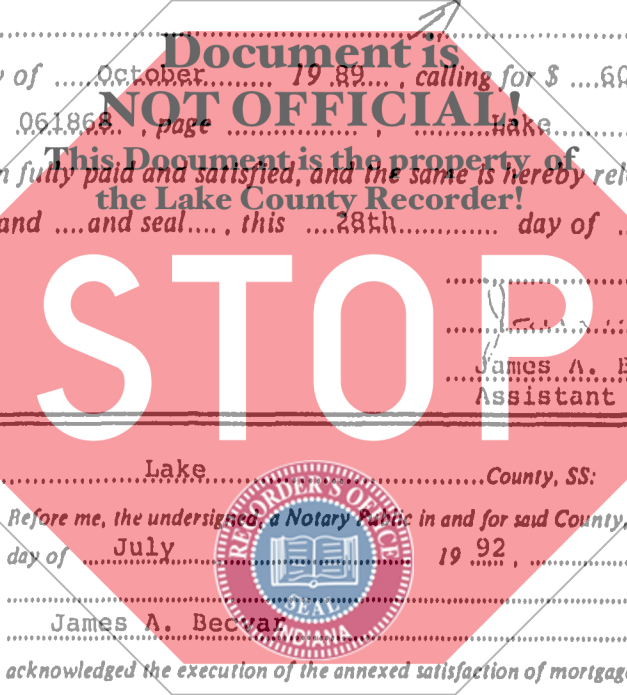 Document is
y of ..... October ..... 19 89 ... , calling for $ .... 60
NOT OFFICIAL!
061868 , page ................ , ............ Lake ........
This Document is the property of
n fully paid and satisfied, and the same is hereby rel
the Lake County Recorder!
and .... and seal .... , this .... 28th ............. day of ..
STOP
James A. B
Assistant
Lake ................ County, SS:
RECORDER'S OFFICE
Before me, the undersigned, a Notary Public in and for said County,
day of ... July ................ 19 92 , ............
SEAL
James A. Becvar
INDIANA
acknowledged the execution of the annexed satisfaction of mortgag